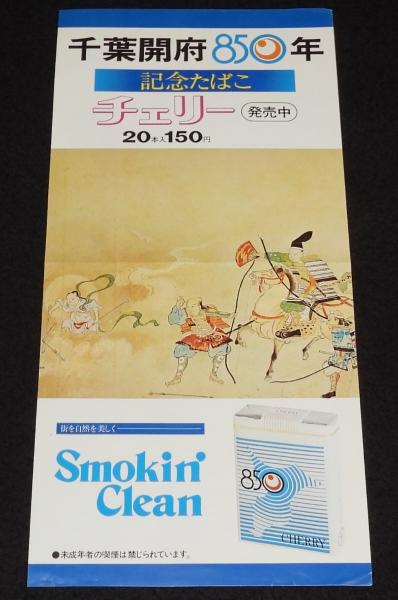 千葉開府850年
記念たばこ
チェリー 発売中
20本入150円
街を自然を美しく
Smokin'
Clean
850
CHERRY
●未成年者の喫煙は禁じられています。